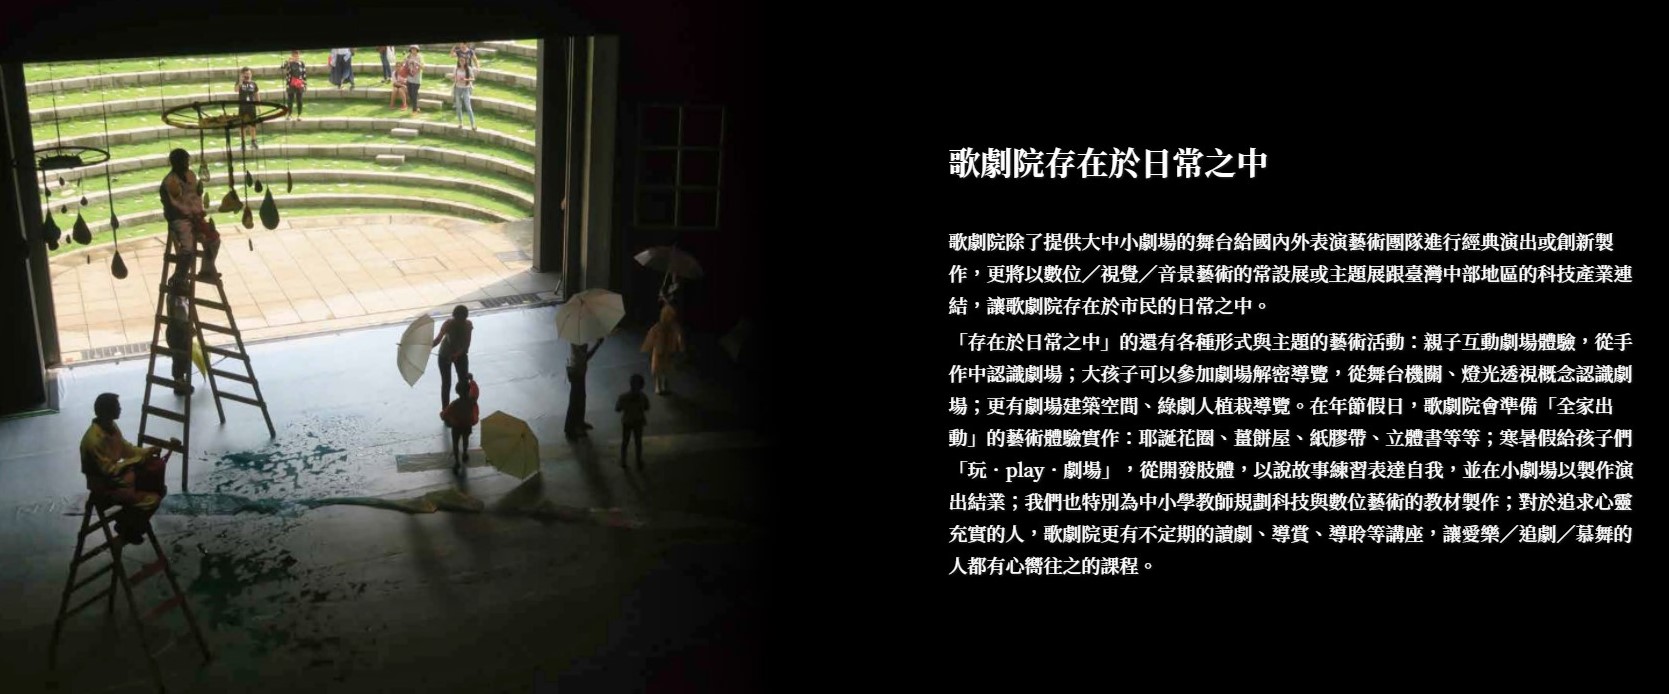 歌劇院存在於日常之中
歌劇院除了提供大中小劇場的舞台給國內外表演藝術團隊進行經典演出或創新製
作，更將以數位／視覺／音景藝術的常設展或主題展跟臺灣中部地區的科技產業連
結，讓歌劇院存在於市民的日常之中。
「存在於日常之中」的還有各種形式與主題的藝術活動：親子互動劇場體驗，從手
作中認識劇場；大孩子可以參加劇場解密導覽，從舞台機關、燈光透視概念認識劇
場；更有劇場建築空間、綠劇人植栽導覽。在年節假日，歌劇院會準備「全家出
動」的藝術體驗實作：耶誕花圈、薑餅屋、紙膠帶、立體書等等；寒暑假給孩子們
「玩．play．劇場」，從開發肢體，以說故事練習表達自我，並在小劇場以製作演
出結業；我們也特別為中小學教師規劃科技與數位藝術的教材製作；對於追求心靈
充實的人，歌劇院更有不定期的讀劇、導賞、導聆等講座，讓愛樂／追劇／慕舞的
人都有心嚮往之的課程。